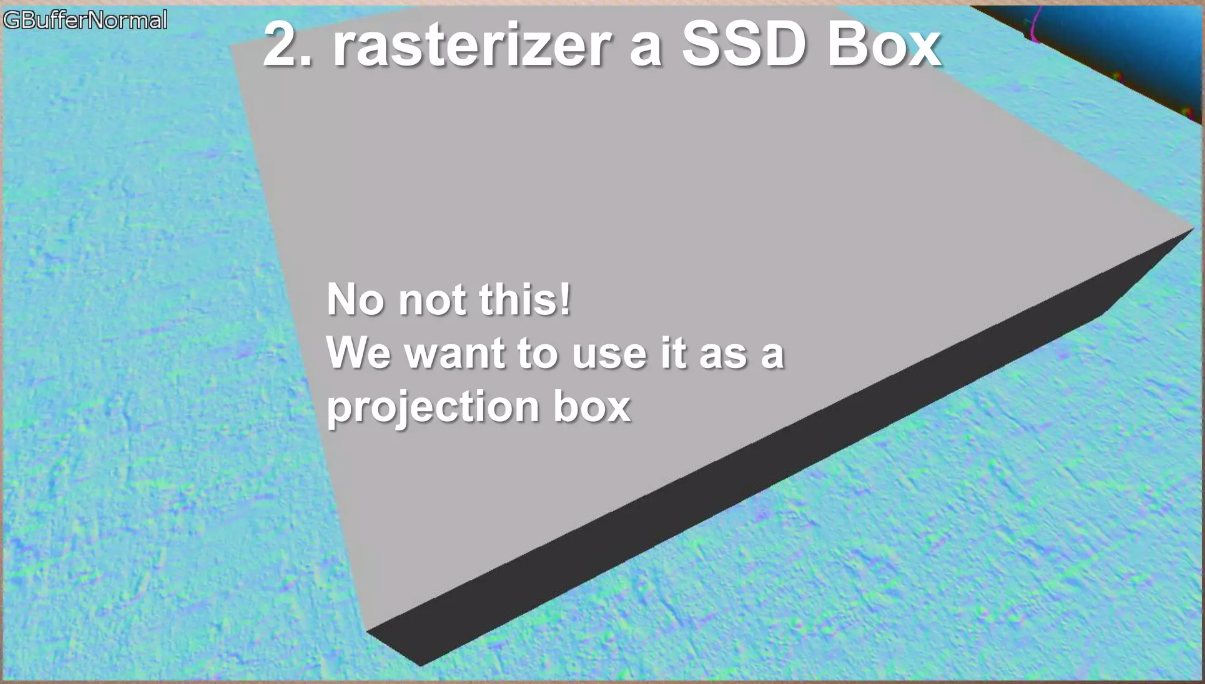 GBufferNormal
2. rasterizer a SSD Box
No not this!
We want to use it as a
projection box